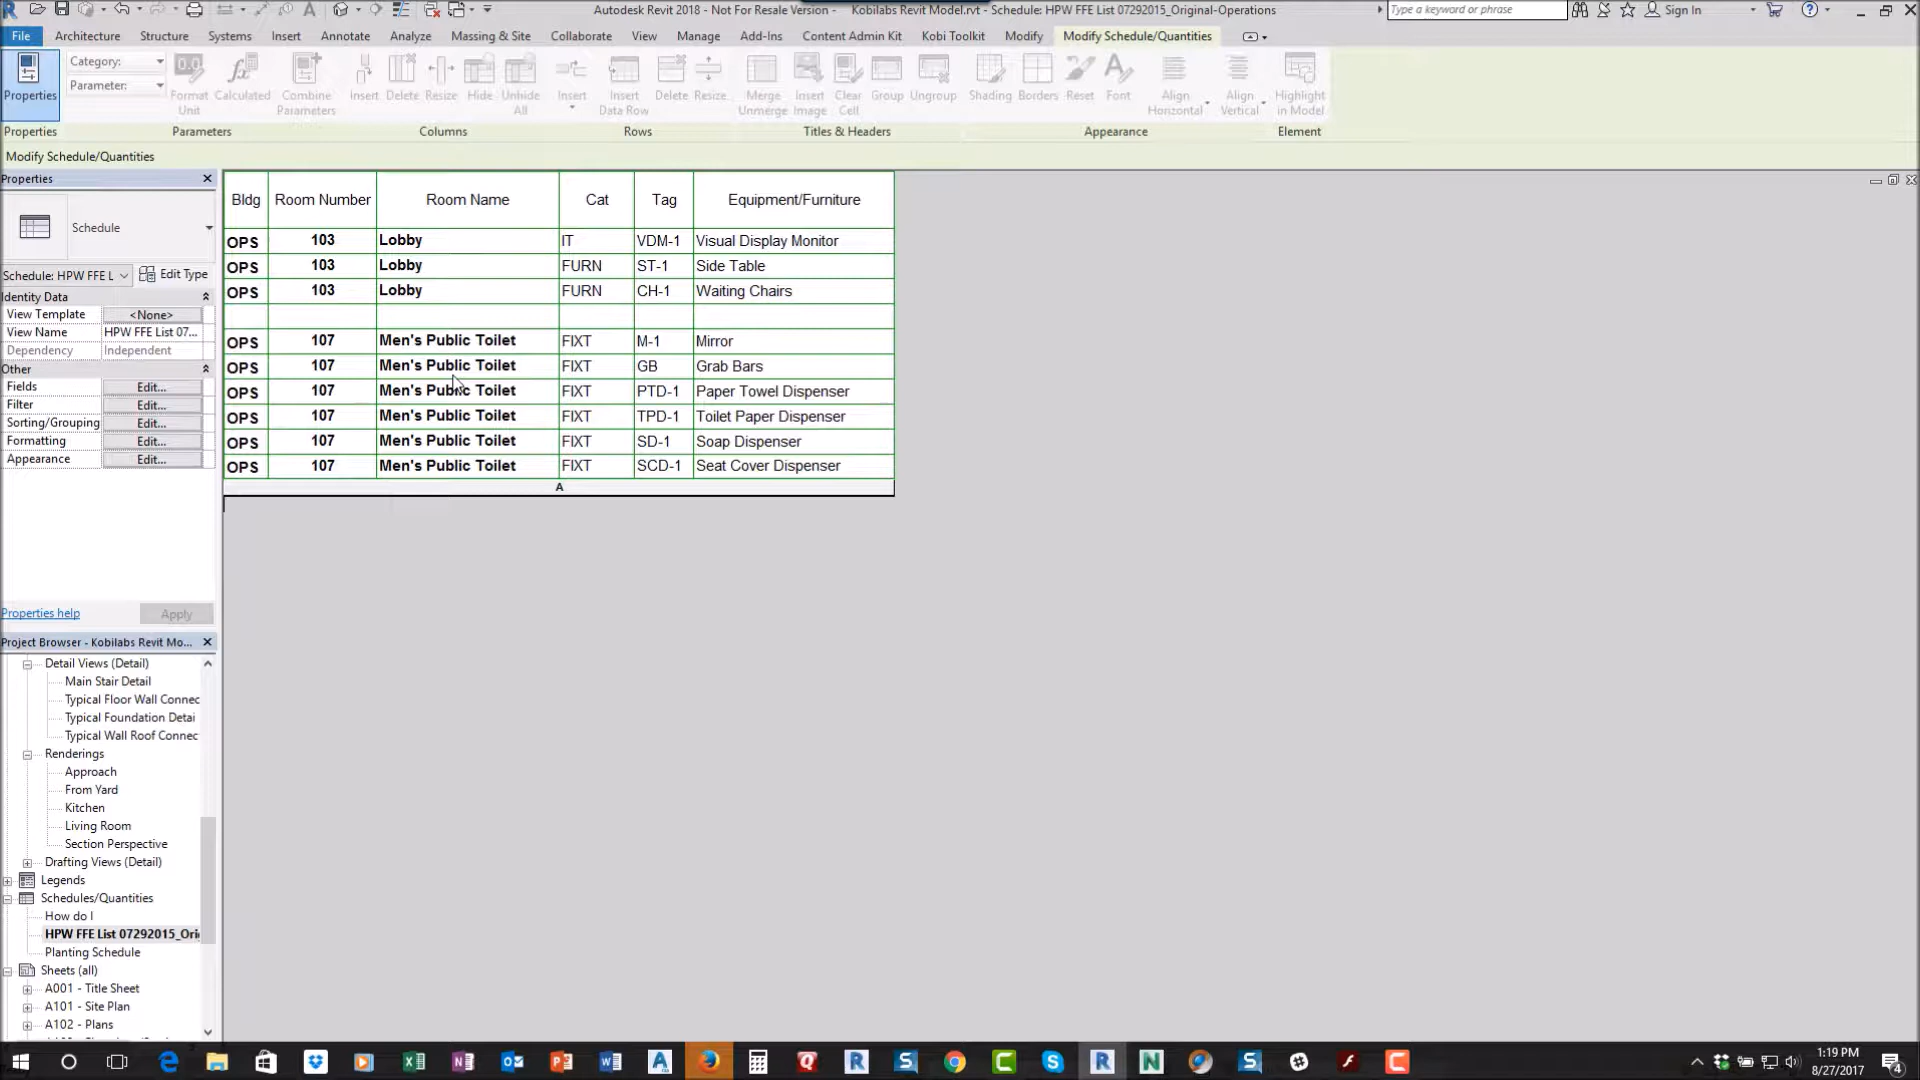 Autodesk Revit 2018 - Not For Resale Version - Kobilabs Revit Model.rvt - Schedule: HPW FFE List 07292015_Original-Operations
Type a keyword or phrase
Sign In
File Architecture Structure Systems Insert Annotate Analyze Massing & Site Collaborate View Manage Add-Ins Content Admin Kit Kobi Toolkit Modify Modify Schedule/Quantities
Category:
Parameter:
Properties Format Unit Calculated Combine Parameters Insert Delete Resize Hide Unhide All Insert Insert Data Row Delete Resize Merge Unmerge Insert Image Clear Cell Group Ungroup Shading Borders Reset Font Align Horizontal Align Vertical Highlight in Model
Properties Parameters Columns Rows Titles & Headers Appearance Element
Modify Schedule/Quantities
Properties
Schedule
Schedule: HPW FFE L Edit Type
Identity Data
View Template <None>
View Name HPW FFE List 07...
Dependency Independent
Other
Fields Edit...
Filter Edit...
Sorting/Grouping Edit...
Formatting Edit...
Appearance Edit...
Properties help Apply
Project Browser - Kobilabs Revit Mo...
Detail Views (Detail)
Main Stair Detail
Typical Floor Wall Connec
Typical Foundation Detai
Typical Wall Roof Connec
Renderings
Approach
From Yard
Kitchen
Living Room
Section Perspective
Drafting Views (Detail)
Legends
Schedules/Quantities
How do I
HPW FFE List 07292015_Ori
Planting Schedule
Sheets (all)
A001 - Title Sheet
A101 - Site Plan
A102 - Plans
Bldg Room Number Room Name Cat Tag Equipment/Furniture
OPS 103 Lobby IT VDM-1 Visual Display Monitor
OPS 103 Lobby FURN ST-1 Side Table
OPS 103 Lobby FURN CH-1 Waiting Chairs
OPS 107 Men's Public Toilet FIXT M-1 Mirror
OPS 107 Men's Public Toilet FIXT GB Grab Bars
OPS 107 Men's Public Toilet FIXT PTD-1 Paper Towel Dispenser
OPS 107 Men's Public Toilet FIXT TPD-1 Toilet Paper Dispenser
OPS 107 Men's Public Toilet FIXT SD-1 Soap Dispenser
OPS 107 Men's Public Toilet FIXT SCD-1 Seat Cover Dispenser
A
1:19 PM
8/27/2017
4